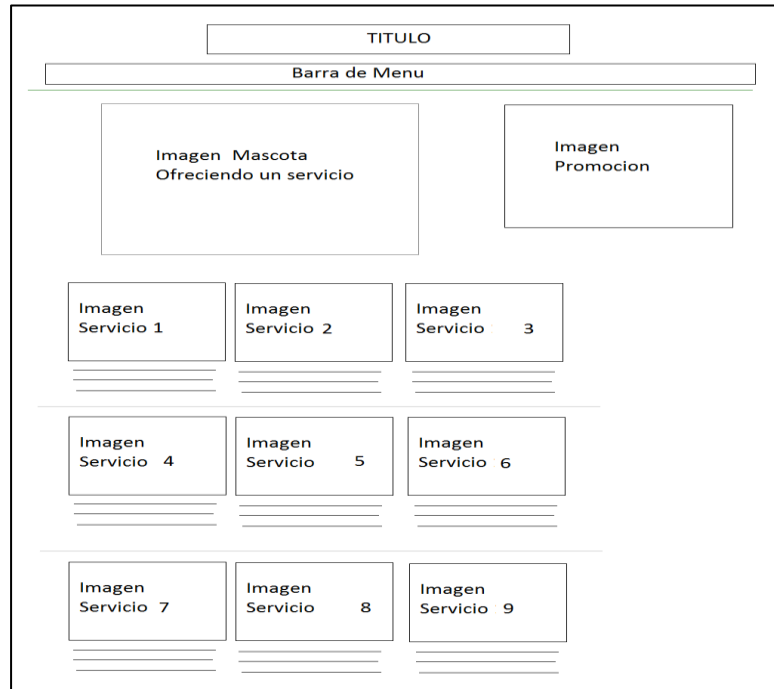 TITULO
Barra de Menu
Imagen Mascota
Ofreciendo un servicio
Imagen
Promocion
Imagen
Servicio 1
Imagen
Servicio 2
Imagen
Servicio 3
Imagen
Servicio 4
Imagen
Servicio 5
Imagen
Servicio 6
Imagen
Servicio 7
Imagen
Servicio 8
Imagen
Servicio 9